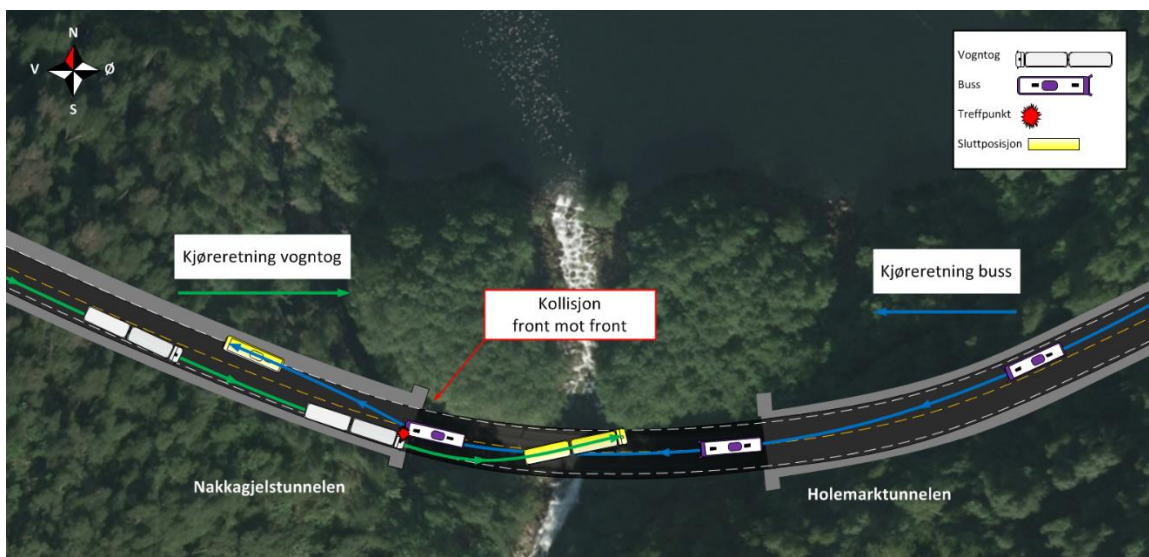 N
V Ø
S
Vogntog
Buss
Treffpunkt
Sluttposisjon
Kjøreretning vogntog
Kjøreretning buss
Kollisjon
front mot front
Nakkagjelstunnelen
Holemarktunnelen